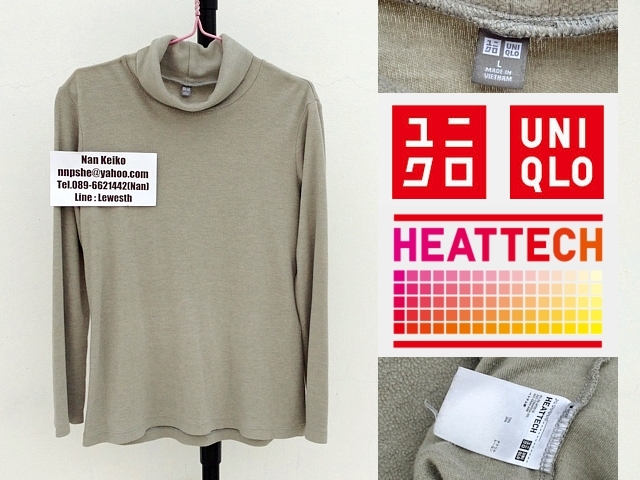 Nan Keiko
nnpshe@yahoo.com
Tel.089-6621442(Nan)
Line : Lewesth
ユニ
クロ
UNI
QLO
L
MADE IN
VIETNAM
ユニ
クロ
UNI
QLO
HEATTECH
HEATTECH